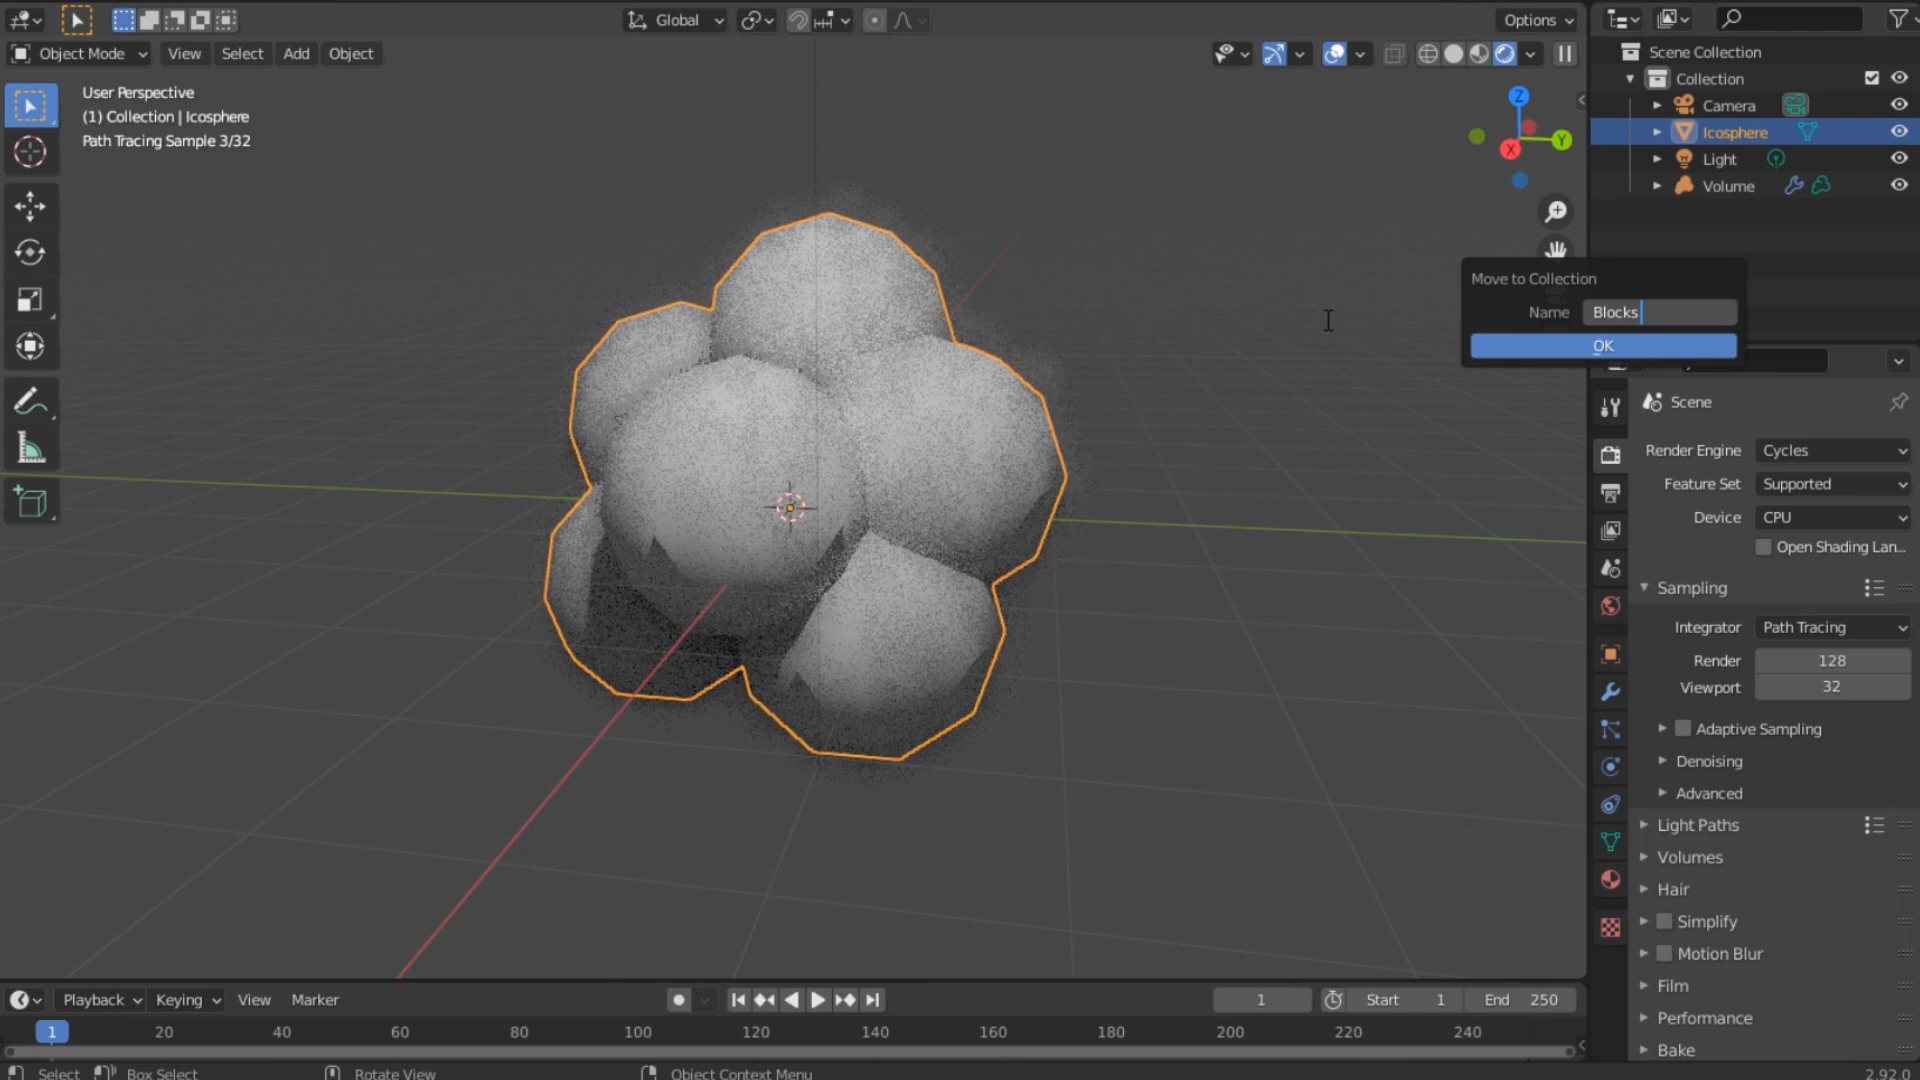 Global
Options
Object Mode
View
Select
Add
Object
User Perspective
(1) Collection | Icosphere
Path Tracing Sample 3/32
Z
Y
X
Scene Collection
Collection
Camera
Icosphere
Light
Volume
Move to Collection
Name
Blocks
OK
Scene
Render Engine
Cycles
Feature Set
Supported
Device
CPU
Open Shading Lan...
Sampling
Integrator
Path Tracing
Render
128
Viewport
32
Adaptive Sampling
Denoising
Advanced
Light Paths
Volumes
Hair
Simplify
Motion Blur
Film
Performance
Bake
Playback
Keying
View
Marker
1
Start
1
End
250
1
20
40
60
80
100
120
140
160
180
200
220
240
Select
Box Select
Rotate View
Object Context Menu
2.92.0